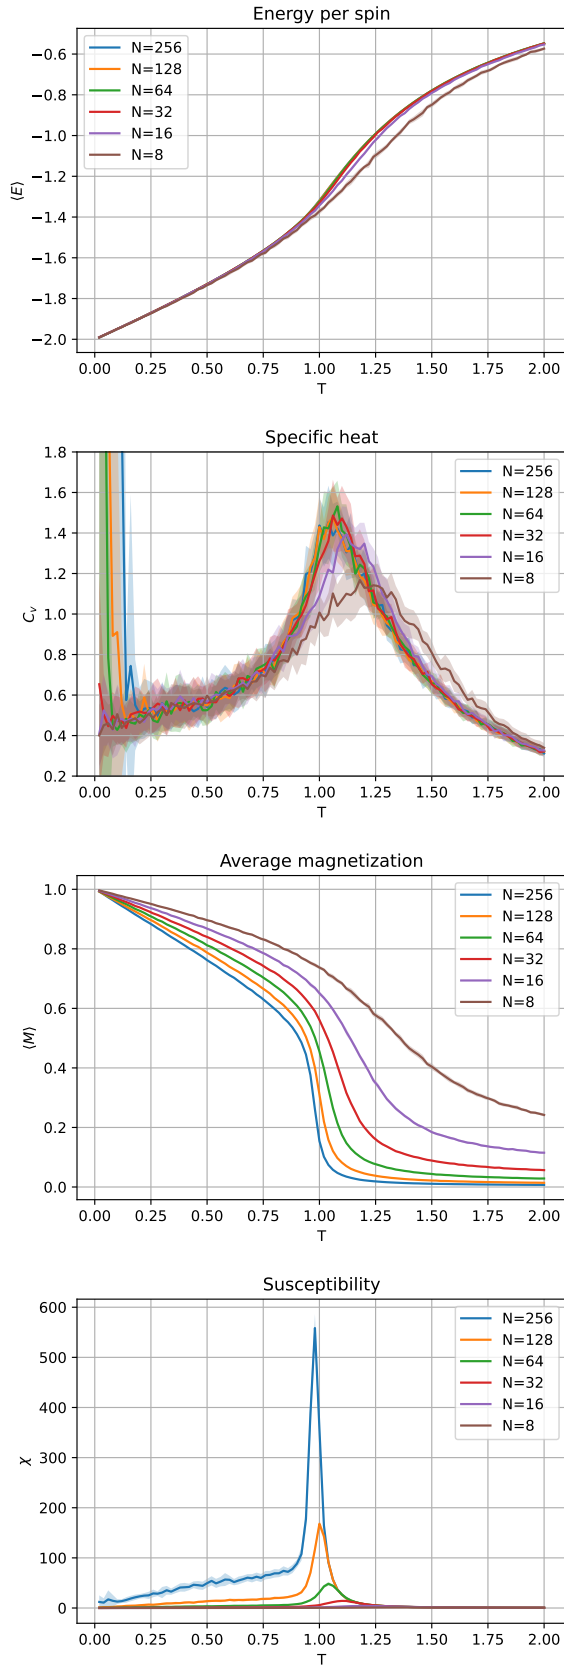 Energy per spin
−0.6
−0.8
−1.0
−1.2
−1.4
−1.6
−1.8
−2.0
⟨E⟩
N=256
N=128
N=64
N=32
N=16
N=8
0.00 0.25 0.50 0.75 1.00 1.25 1.50 1.75 2.00
T
Specific heat
1.8
1.6
1.4
1.2
1.0
0.8
0.6
0.4
0.2
Cᵥ
N=256
N=128
N=64
N=32
N=16
N=8
0.00 0.25 0.50 0.75 1.00 1.25 1.50 1.75 2.00
T
Average magnetization
1.0
0.8
0.6
0.4
0.2
0.0
⟨M⟩
N=256
N=128
N=64
N=32
N=16
N=8
0.00 0.25 0.50 0.75 1.00 1.25 1.50 1.75 2.00
T
Susceptibility
600
500
400
300
200
100
0
χ
N=256
N=128
N=64
N=32
N=16
N=8
0.00 0.25 0.50 0.75 1.00 1.25 1.50 1.75 2.00
T